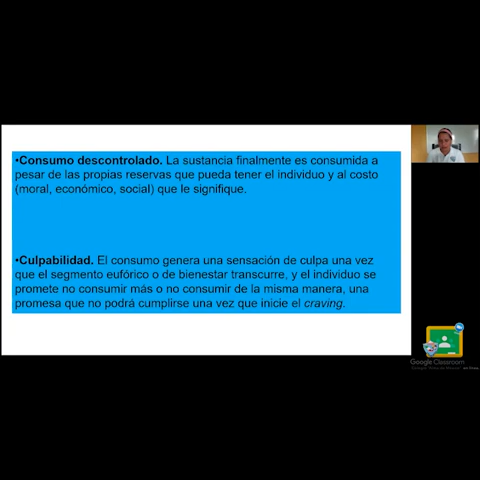 •Consumo descontrolado. La sustancia finalmente es consumida a
pesar de las propias reservas que pueda tener el individuo y al costo
(moral, económico, social) que le signifique.
•Culpabilidad. El consumo genera una sensación de culpa una vez
que el segmento eufórico o de bienestar transcurre, y el individuo se
promete no consumir más o no consumir de la misma manera, una
promesa que no podrá cumplirse una vez que inicie el craving.
Google Classroom